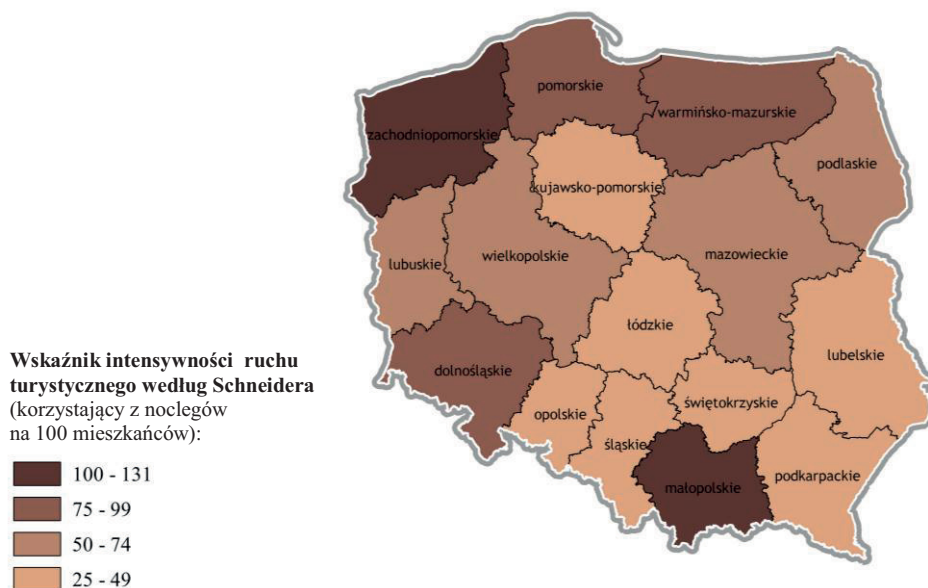 pomorskie
warmińsko-mazurskie
zachodniopomorskie
podlaskie
kujawsko-pomorskie
lubuskie
wielkopolskie
mazowieckie
łódzkie
lubelskie
dolnośląskie
opolskie
śląskie
świętokrzyskie
małopolskie
podkarpackie
Wskaźnik intensywności ruchu
turystycznego według Schneidera
(korzystający z noclegów
na 100 mieszkańców):
100 - 131
75 - 99
50 - 74
25 - 49